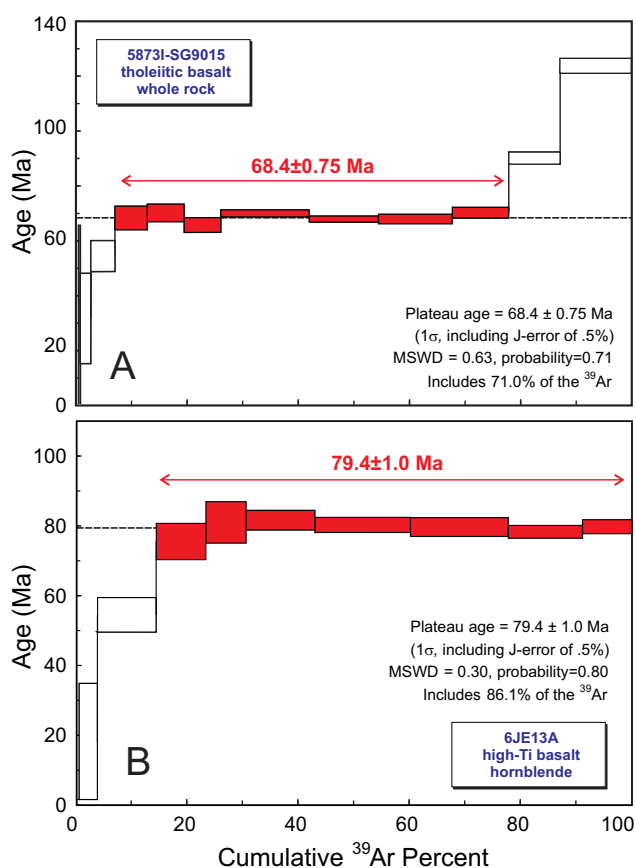 140
100
60
20
0
Age (Ma)
5873I-SG9015
tholeiitic basalt
whole rock
68.4±0.75 Ma
Plateau age = 68.4 ± 0.75 Ma
(1σ, including J-error of .5%)
MSWD = 0.63, probability=0.71
Includes 71.0% of the ³⁹Ar
A
100
80
60
40
20
0
Age (Ma)
79.4±1.0 Ma
Plateau age = 79.4 ± 1.0 Ma
(1σ, including J-error of .5%)
MSWD = 0.30, probability=0.80
Includes 86.1% of the ³⁹Ar
B
6JE13A
high-Ti basalt
hornblende
0 20 40 60 80 100
Cumulative ³⁹Ar Percent